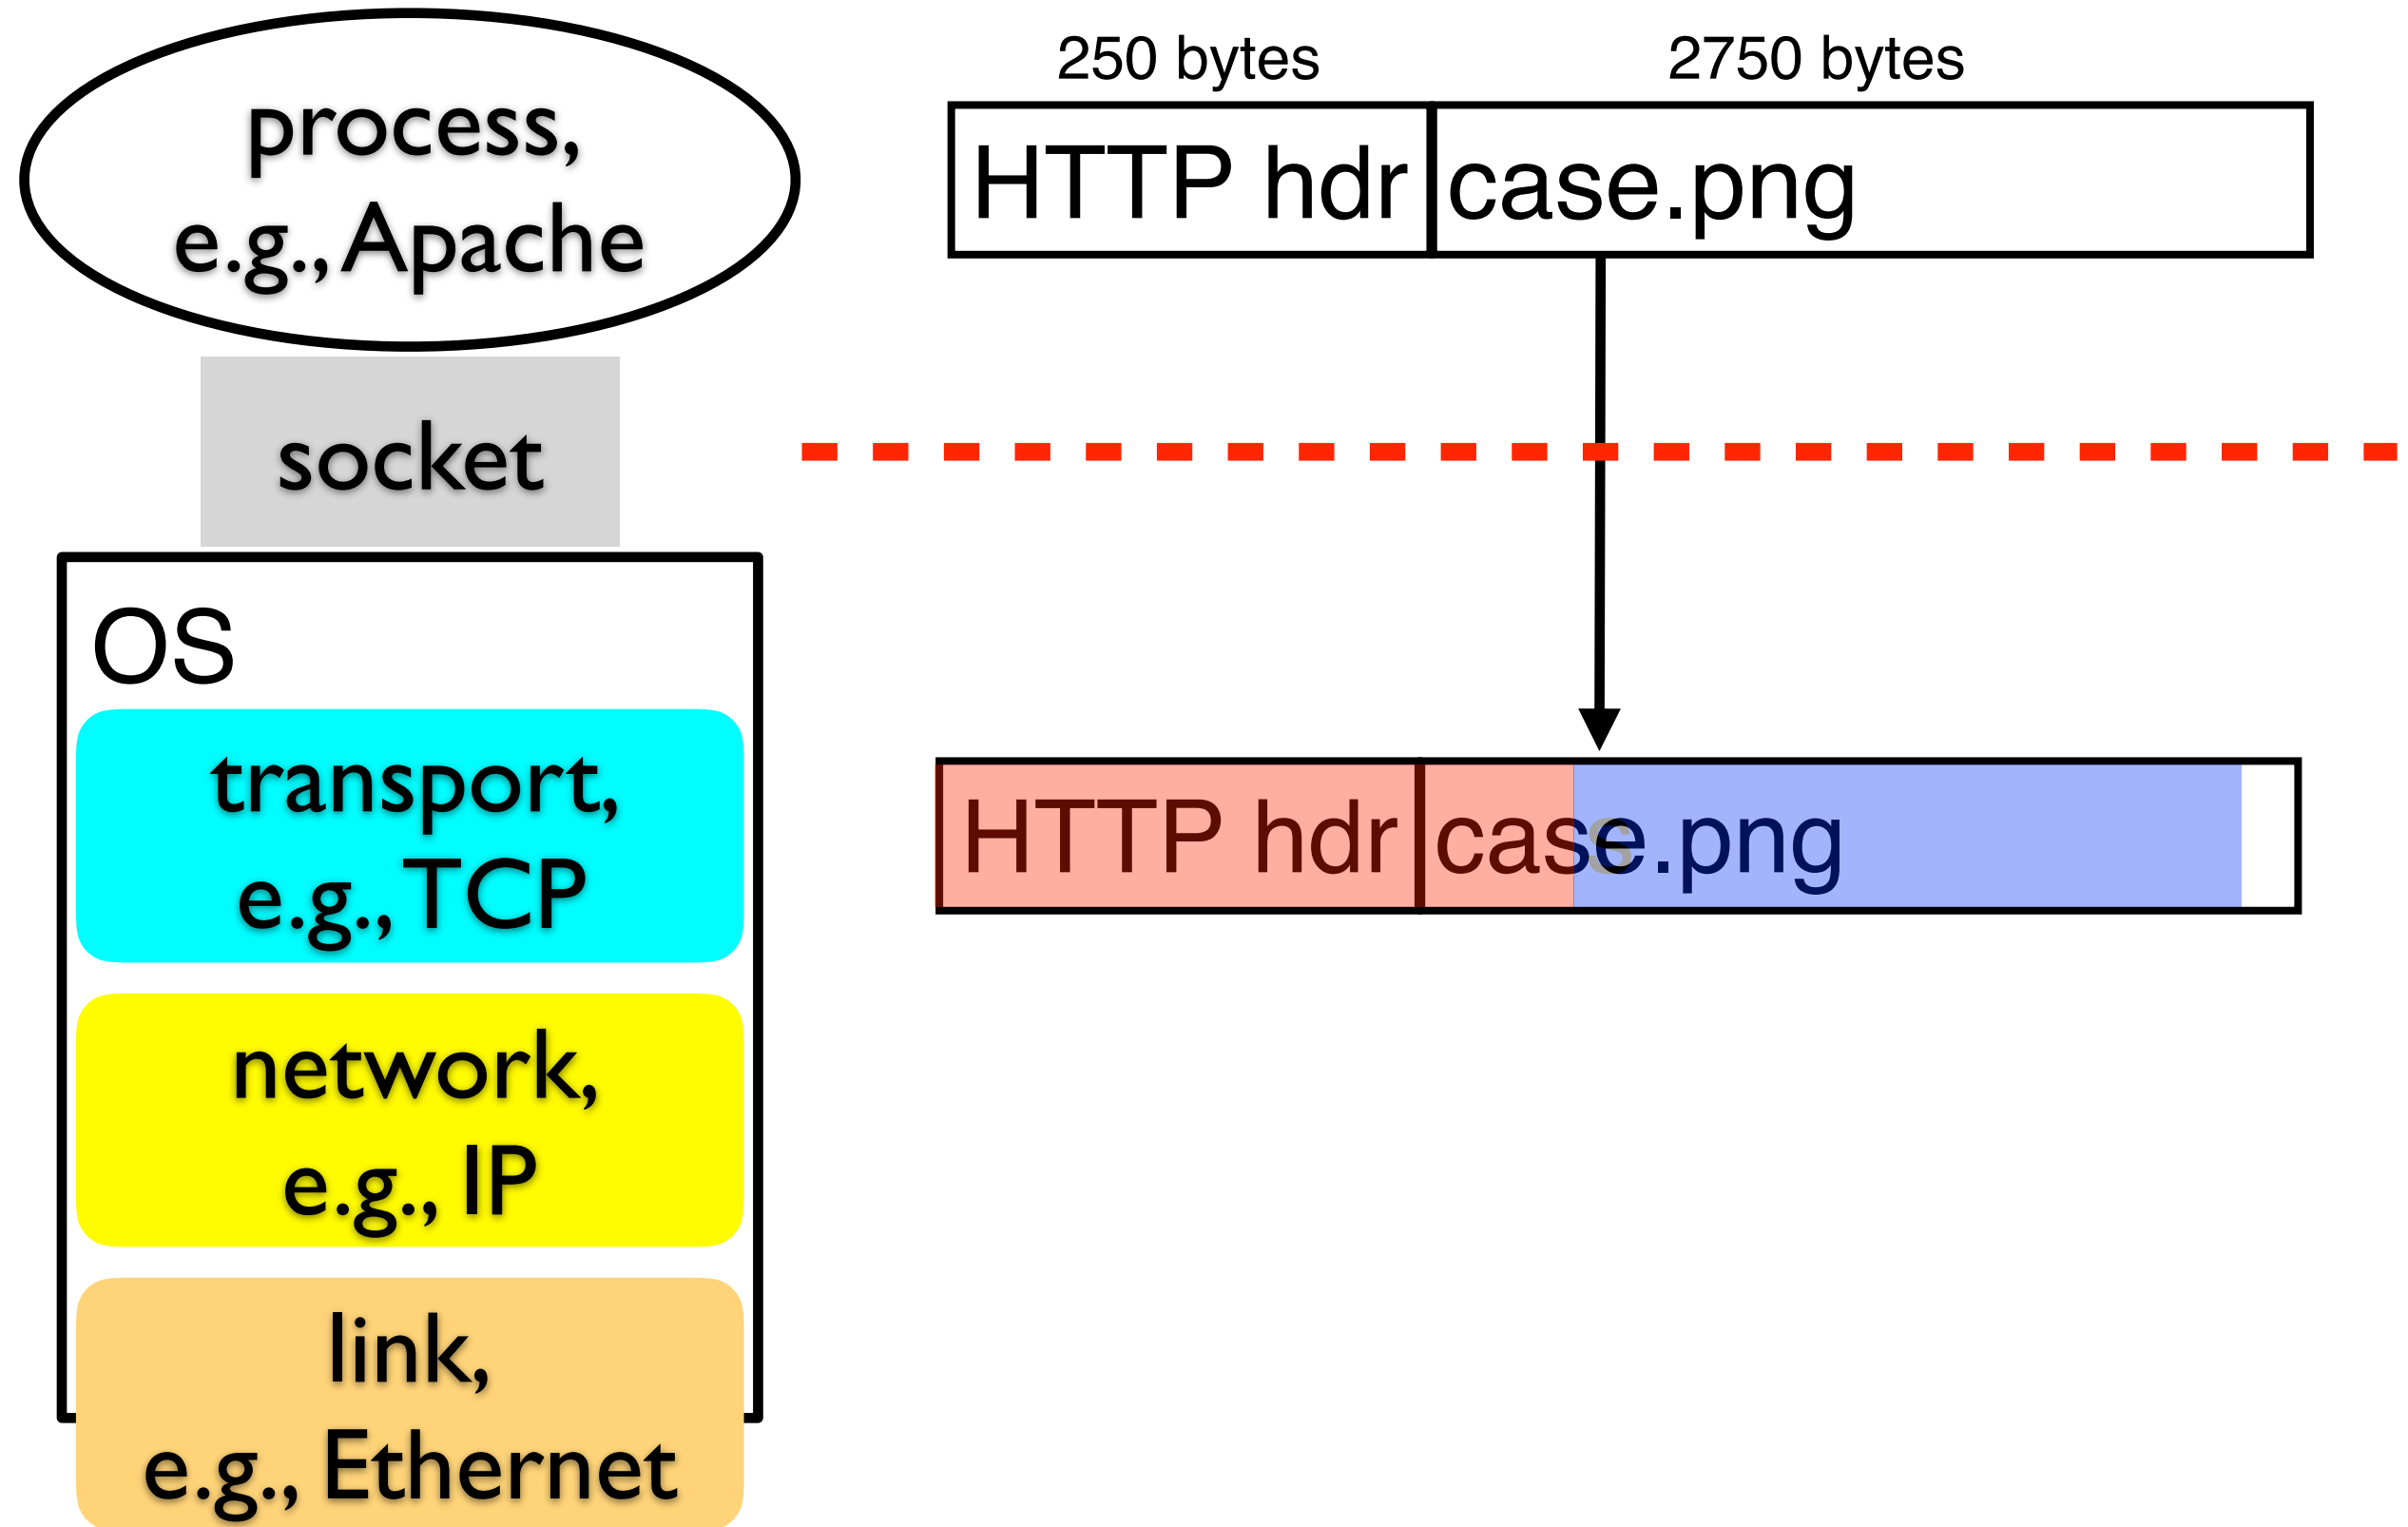 process,
e.g., Apache
socket
OS
transport,
e.g., TCP
network,
e.g., IP
link,
e.g., Ethernet
250 bytes
2750 bytes
HTTP hdr
case.png
HTTP hdr
case.png